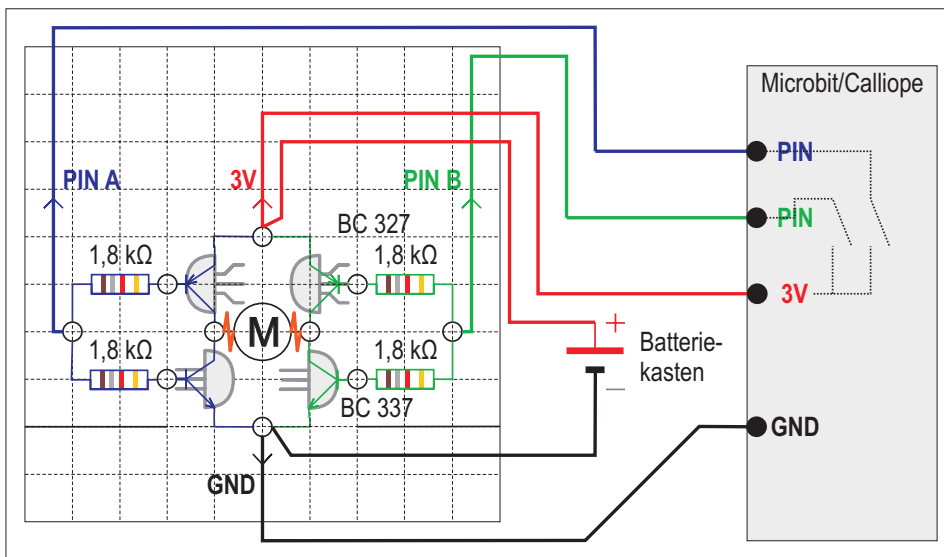 Microbit/Calliope
PIN
PIN A
3V
PIN B
BC 327
PIN
1,8 kΩ
1,8 kΩ
3V
+
M
Batterie-
kasten
1,8 kΩ
1,8 kΩ
–
BC 337
GND
GND